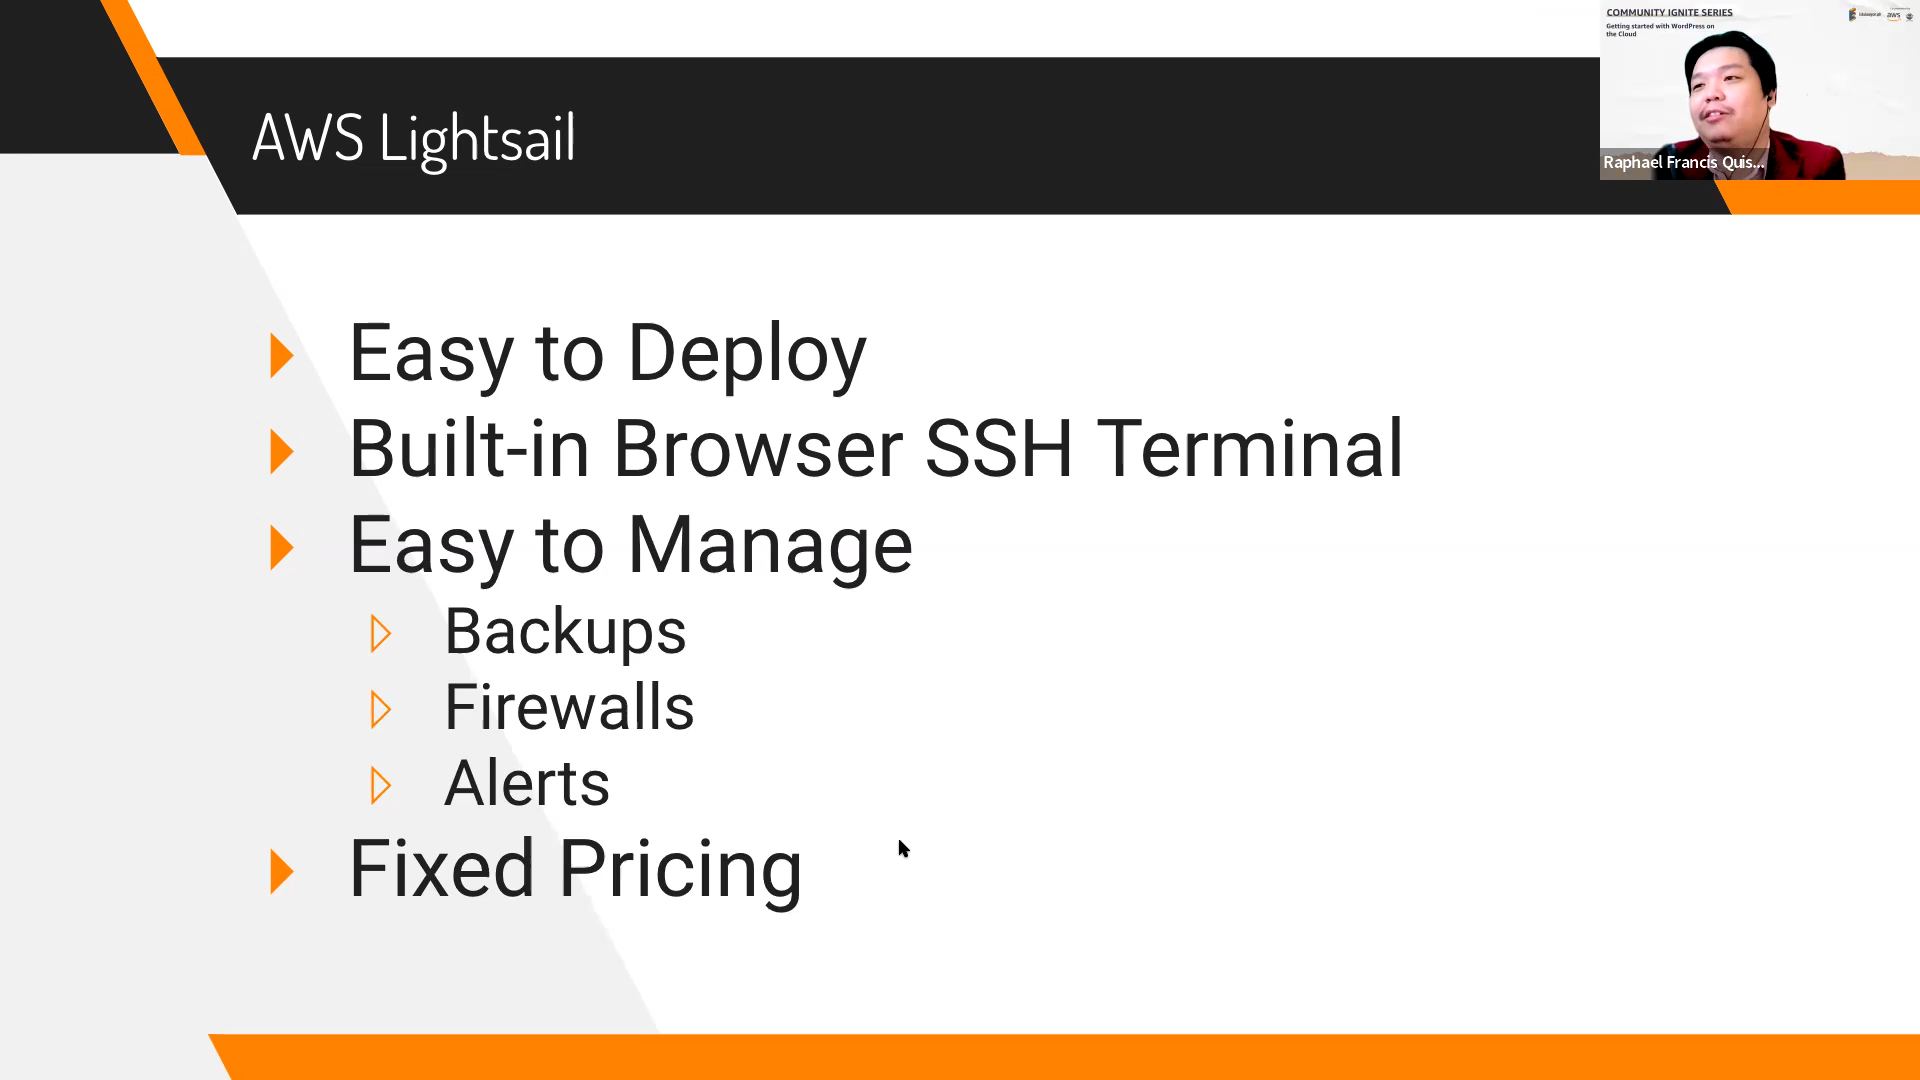 COMMUNITY IGNITE SERIES
Getting started with WordPress on
the Cloud
aws
AWS Lightsail
Raphael Francis Quis...
Easy to Deploy
Built-in Browser SSH Terminal
Easy to Manage
Backups
Firewalls
Alerts
Fixed Pricing